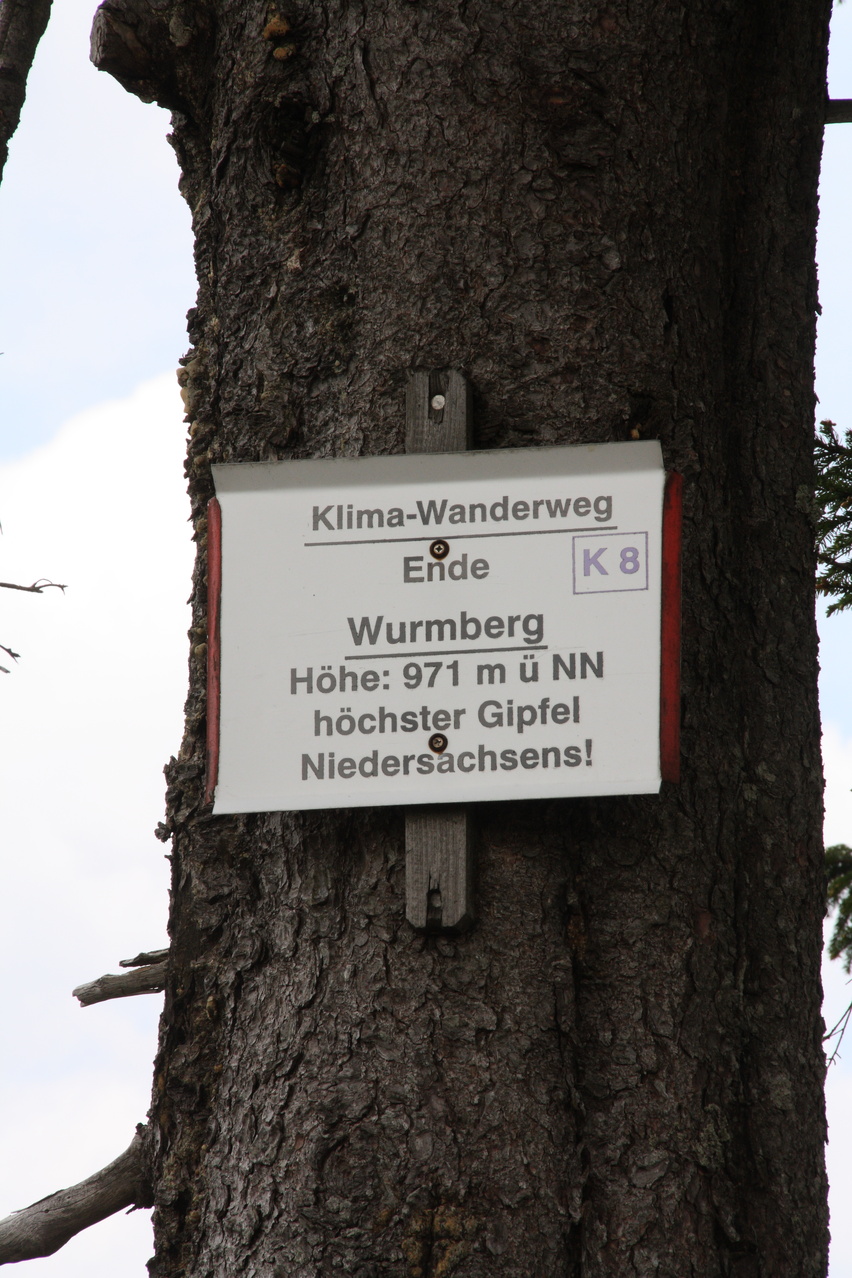 Klima-Wanderweg
Ende
K 8
Wurmberg
Höhe: 971 m ü NN
höchster Gipfel
Niedersachsens!